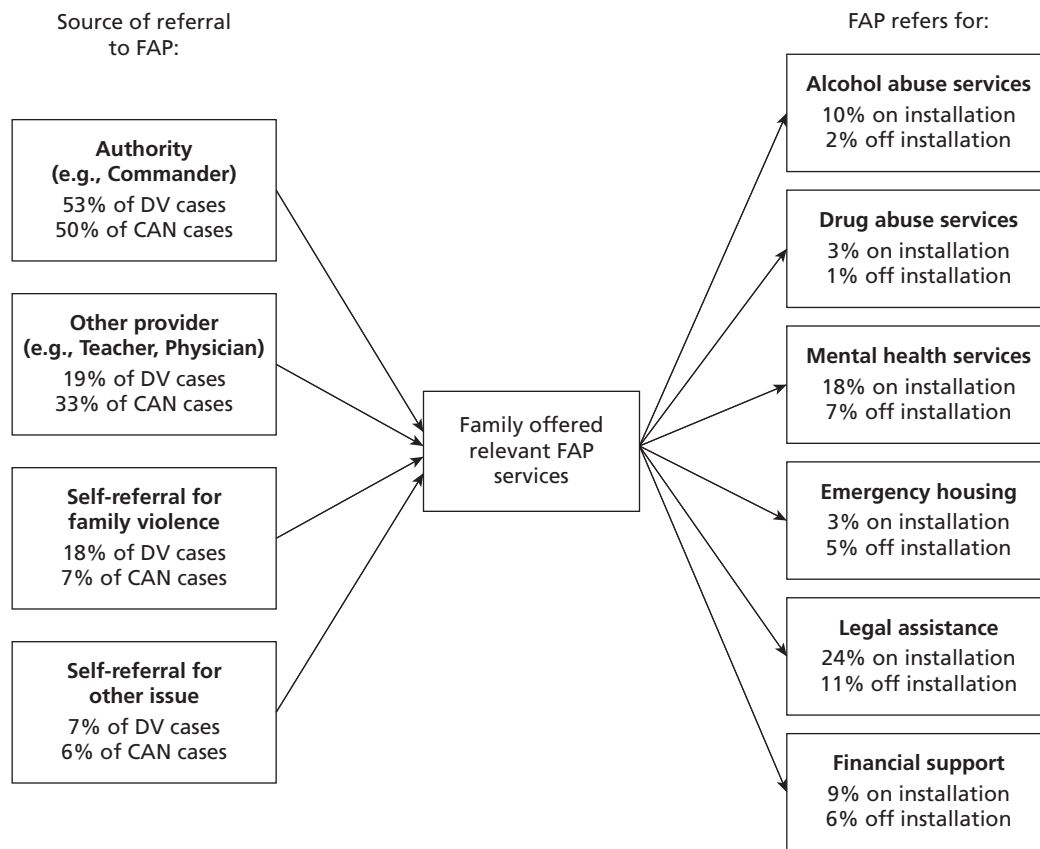 Source of referral
to FAP:
Authority
(e.g., Commander)
53% of DV cases
50% of CAN cases
Other provider
(e.g., Teacher, Physician)
19% of DV cases
33% of CAN cases
Self-referral for
family violence
18% of DV cases
7% of CAN cases
Self-referral for
other issue
7% of DV cases
6% of CAN cases
Family offered
relevant FAP
services
FAP refers for:
Alcohol abuse services
10% on installation
2% off installation
Drug abuse services
3% on installation
1% off installation
Mental health services
18% on installation
7% off installation
Emergency housing
3% on installation
5% off installation
Legal assistance
24% on installation
11% off installation
Financial support
9% on installation
6% off installation